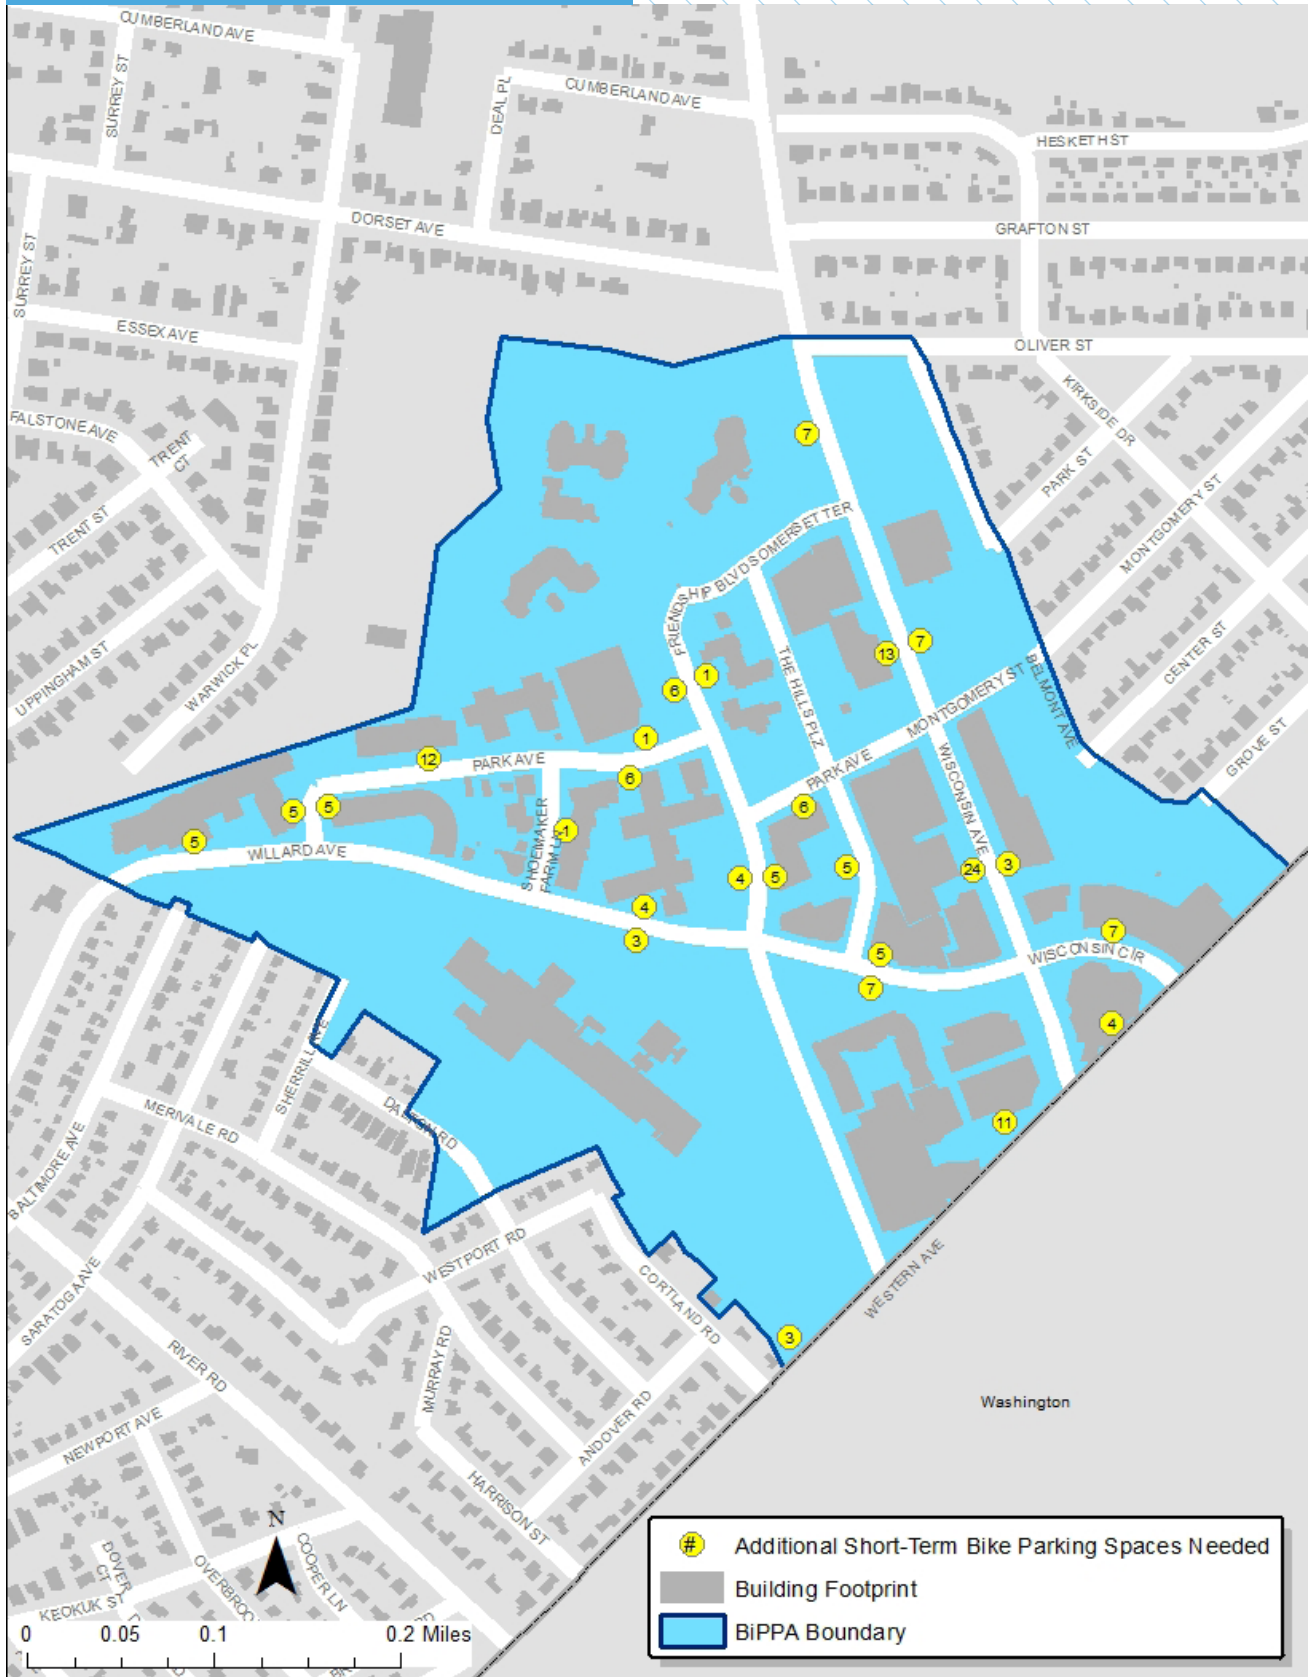 CUMBERLAND AVE
SURREY ST
DEAL PL
CUMBERLAND AVE
HESKETH ST
DORSET AVE
GRAFTON ST
SURREY ST
ESSEX AVE
OLIVER ST
KIRKSIDE DR
FALSTONE AVE
TRENT CT
7
PARK ST
MONTGOMERY ST
TRENT ST
FRIENDSHIP BLVD
SOMERSET TER
UPPINGHAM ST
WARWICK PL
THE HILLS PLZ
13
7
CENTER ST
1
6
MONTGOMERY ST
BELMONT AVE
GROVE ST
1
12
PARK AVE
6
PARK AVE
WISCONSIN AVE
5
5
6
5
1
SHOEMAKER
FARM LN
WILLARD AVE
4
5
5
24
3
4
3
5
7
7
WISCONSIN CIR
4
SHERRILL AVE
MERIVALE RD
DALTON RD
11
BALTIMORE AVE
WESTPORT RD
SARATOGA AVE
CORTLAND RD
WESTERN AVE
3
RIVER RD
MURRAY RD
ANDOVER RD
Washington
NEWPORT AVE
HARRISON ST
N
DOVER CT
OVERBROO
COOPER LN
KEOKUK ST
RD
0 0.05 0.1 0.2 Miles
# Additional Short-Term Bike Parking Spaces Needed
Building Footprint
BiPPA Boundary